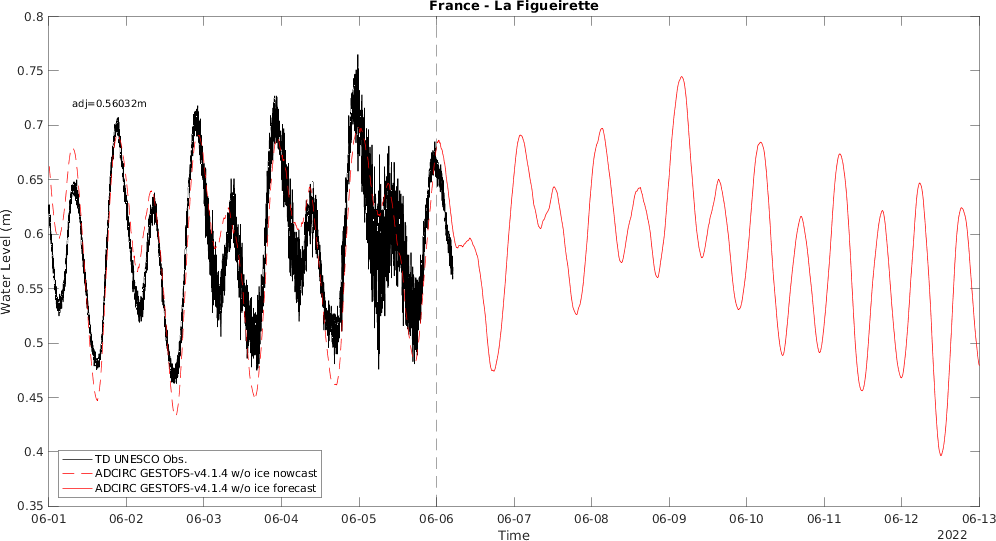 France - La Figueirette
0.8
0.75
0.7
0.65
0.6
0.55
0.5
0.45
0.4
0.35
Water Level (m)
adj=0.56032m
TD UNESCO Obs.
ADCIRC GESTOFS-v4.1.4 w/o ice nowcast
ADCIRC GESTOFS-v4.1.4 w/o ice forecast
06-01 06-02 06-03 06-04 06-05 06-06 06-07 06-08 06-09 06-10 06-11 06-12 06-13
Time
2022